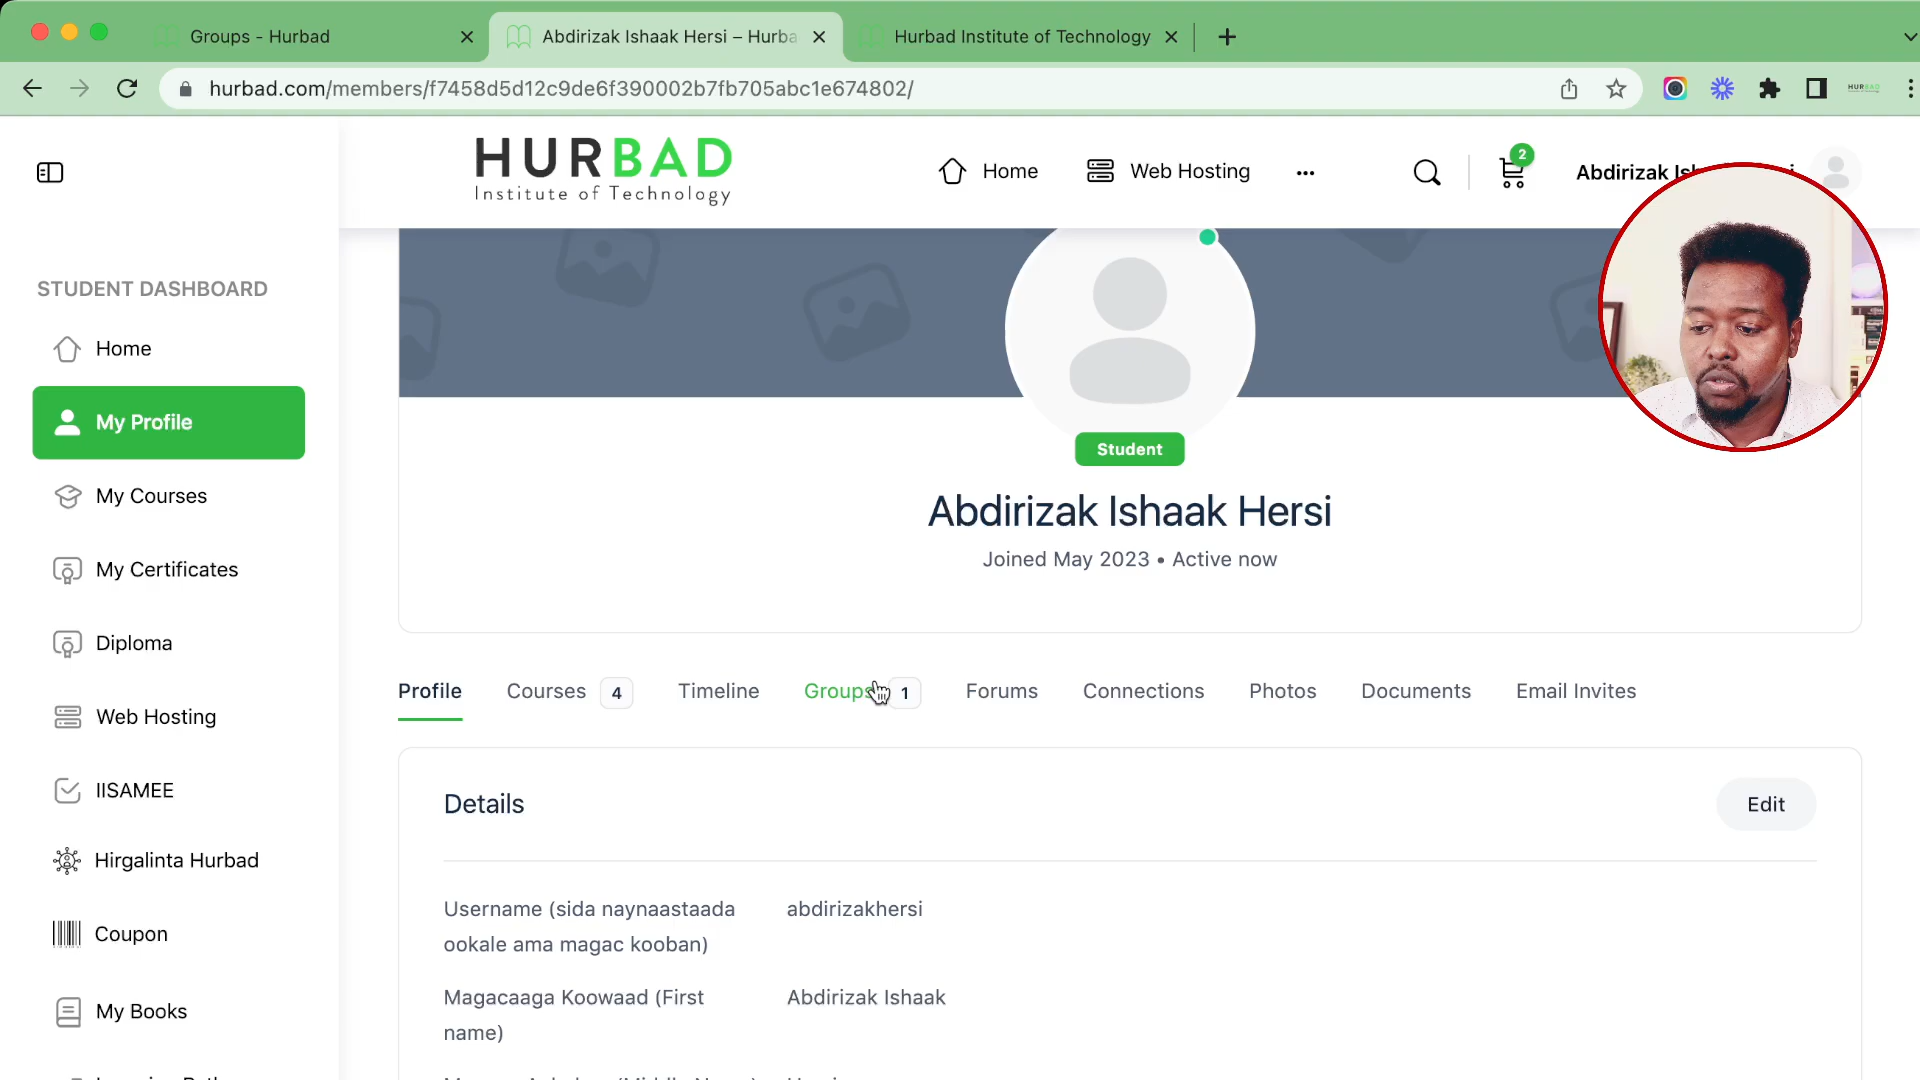 Groups - Hurbad
Abdirizak Ishaak Hersi – Hurba
Hurbad Institute of Technology
hurbad.com/members/f7458d5d12c9de6f390002b7fb705abc1e674802/
HURBAD
HURBAD
Institute of Technology
Home
Web Hosting
2
Abdirizak
STUDENT DASHBOARD
Home
My Profile
My Courses
My Certificates
Diploma
Web Hosting
IISAMEE
Hirgalinta Hurbad
Coupon
My Books
Student
Abdirizak Ishaak Hersi
Joined May 2023 • Active now
Profile Courses 4 Timeline Groups 1 Forums Connections Photos Documents Email Invites
Details
Edit
Username (sida naynaastaada abdirizakhersi
ookale ama magac kooban)
Magacaaga Koowaad (First Abdirizak Ishaak
name)